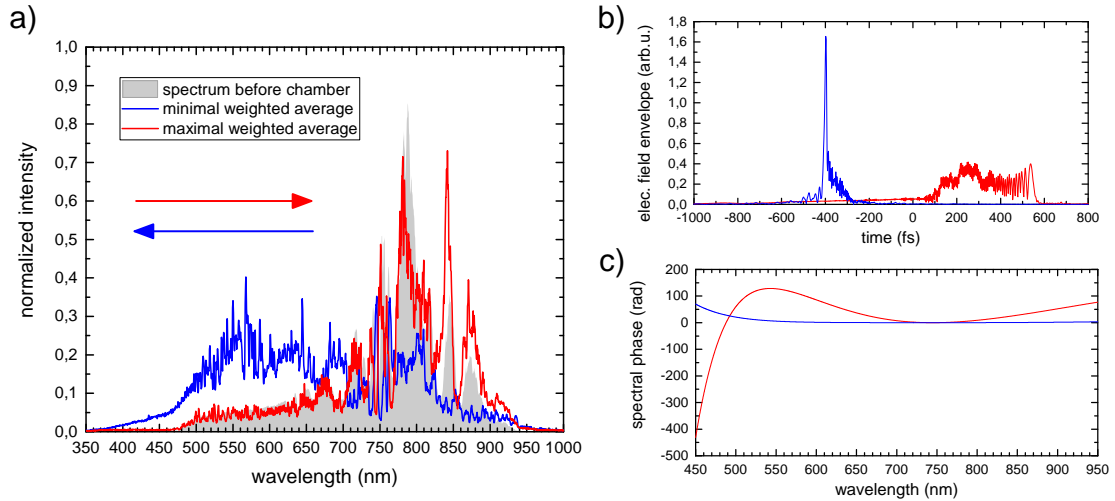 a)
1,0
0,9
0,8
0,7
0,6
0,5
0,4
0,3
0,2
0,1
0,0
normalized intensity
spectrum before chamber
minimal weighted average
maximal weighted average
350 400 450 500 550 600 650 700 750 800 850 900 950 1000
wavelength (nm)
b)
1,8
1,6
1,4
1,2
1,0
0,8
0,6
0,4
0,2
0,0
elec. field envelope (arb.u.)
-1000 -800 -600 -400 -200 0 200 400 600 800
time (fs)
c)
200
100
0
-100
-200
-300
-400
-500
spectral phase (rad)
450 500 550 600 650 700 750 800 850 900 950
wavelength (nm)